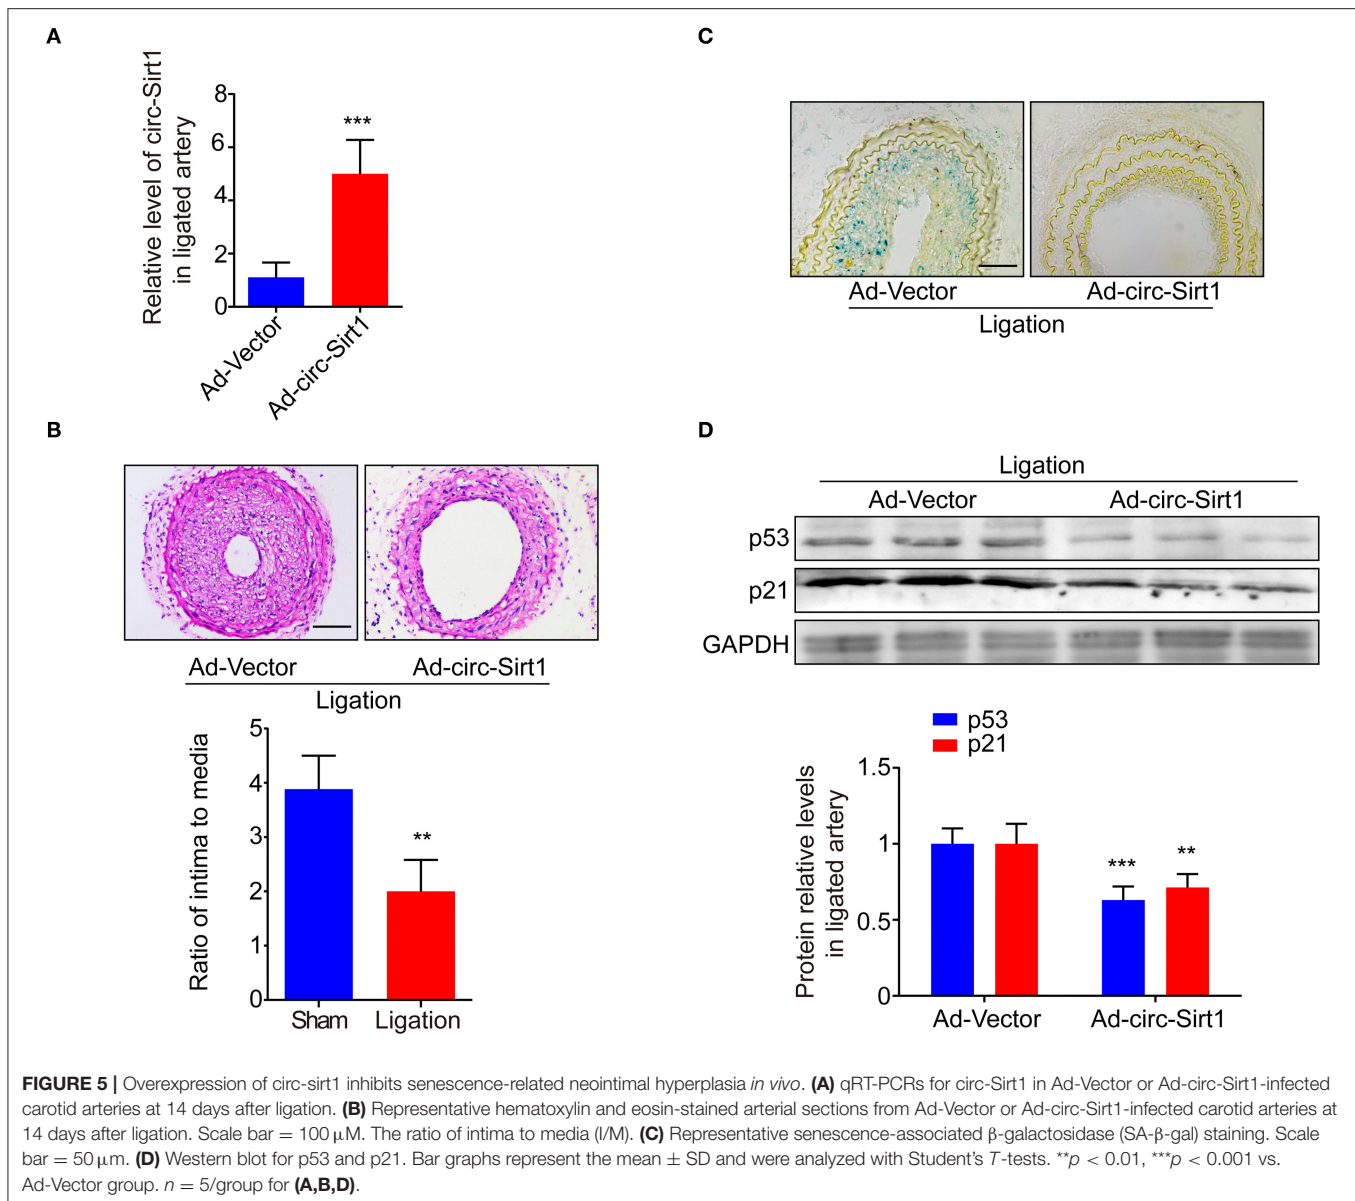 A
Relative level of circ-Sirt1
in ligated artery
8
6
4
2
0
***
Ad-Vector
Ad-circ-Sirt1
B
Ad-Vector
Ad-circ-Sirt1
Ligation
Ratio of intima to media
5
4
3
2
1
0
**
Sham
Ligation
C
Ad-Vector
Ad-circ-Sirt1
Ligation
D
Ligation
Ad-Vector
Ad-circ-Sirt1
p53
p21
GAPDH
p53
p21
Protein relative levels
in ligated artery
1.5
1
0.5
0
***
**
Ad-Vector
Ad-circ-Sirt1
FIGURE 5 | Overexpression of circ-sirt1 inhibits senescence-related neointimal hyperplasia in vivo. (A) qRT-PCRs for circ-Sirt1 in Ad-Vector or Ad-circ-Sirt1-infected
carotid arteries at 14 days after ligation. (B) Representative hematoxylin and eosin-stained arterial sections from Ad-Vector or Ad-circ-Sirt1-infected carotid arteries at
14 days after ligation. Scale bar = 100 μM. The ratio of intima to media (I/M). (C) Representative senescence-associated β-galactosidase (SA-β-gal) staining. Scale
bar = 50 μm. (D) Western blot for p53 and p21. Bar graphs represent the mean ± SD and were analyzed with Student's T-tests. **p < 0.01, ***p < 0.001 vs.
Ad-Vector group. n = 5/group for (A,B,D).